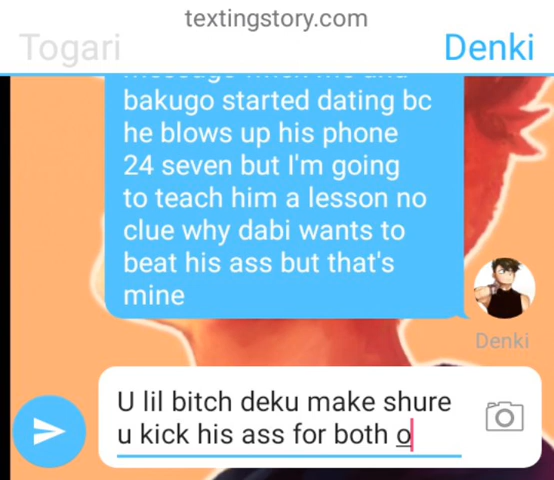 textingstory.com
Togari
Denki
bakugo started dating bc
he blows up his phone
24 seven but I'm going
to teach him a lesson no
clue why dabi wants to
beat his ass but that's
mine
Denki
U lil bitch deku make shure
u kick his ass for both o